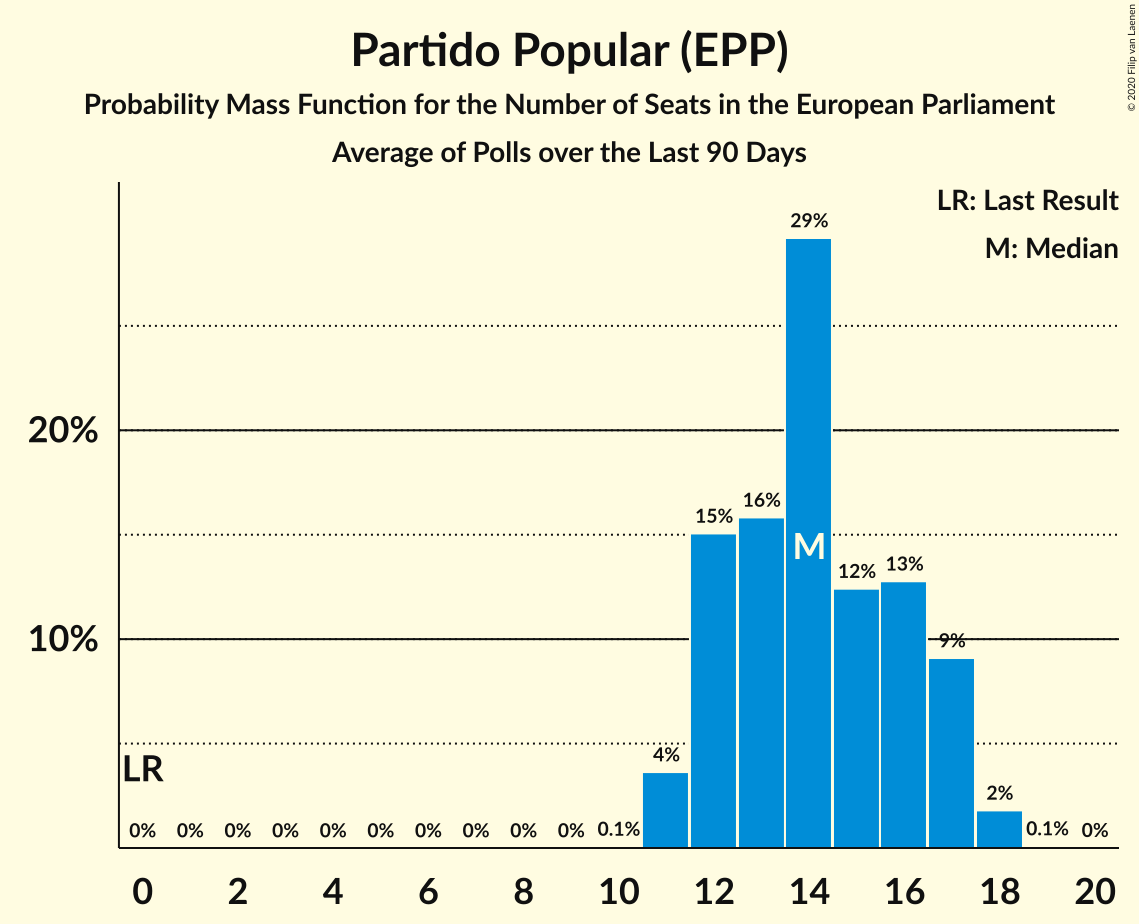 Partido Popular (EPP)
Probability Mass Function for the Number of Seats in the European Parliament
Average of Polls over the Last 90 Days
© 2020 Filip van Laenen
LR: Last Result
M: Median
29%
20%
16%
15%
M
13%
12%
10%
9%
4%
LR
2%
0% 0% 0% 0% 0% 0% 0% 0% 0% 0% 0.1% 0.1% 0%
0 2 4 6 8 10 12 14 16 18 20